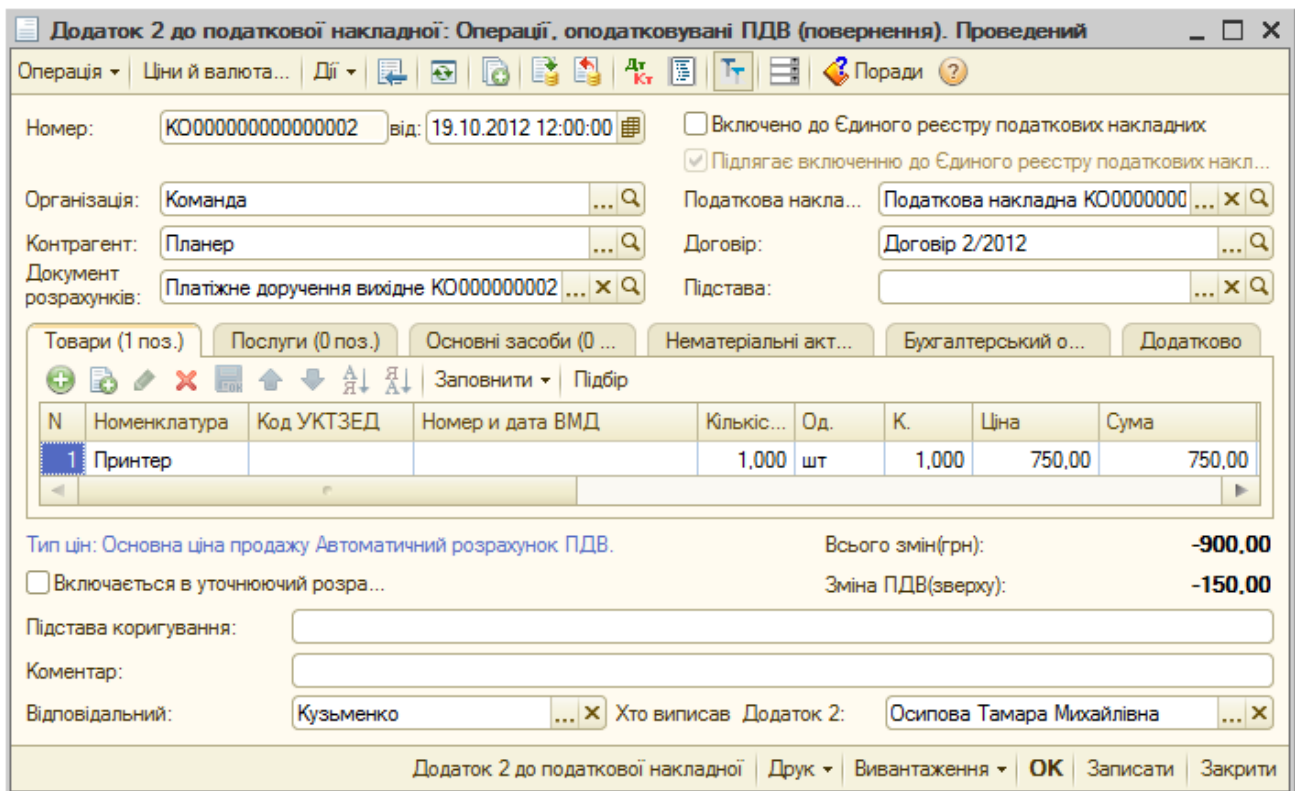 Додаток 2 до податкової накладної: Операції, оподатковувані ПДВ (повернення). Проведений
Операція Ціни й валюта... Дії Дт Кт Тт Поради ?
Номер: КО000000000000002 від: 19.10.2012 12:00:00 Включено до Єдиного реєстру податкових накладних
Підлягає включенню до Єдиного реєстру податкових накл...
Організація: Команда ... Податкова накла... Податкова накладна КО0000000 ...
Контрагент: Планер ... Договір: Договір 2/2012 ...
Документ розрахунків: Платіжне доручення вихідне КО000000002 ... Підстава: ...
Товари (1 поз.) Послуги (0 поз.) Основні засоби (0 ... Нематеріальні акт... Бухгалтерський о... Додатково
Заповнити Підбір
N Номенклатура Код УКТЗЕД Номер и дата ВМД Кількіс... Од. К. Ціна Сума
1 Принтер 1,000 шт 1,000 750,00 750,00
Тип цін: Основна ціна продажу Автоматичний розрахунок ПДВ. Всього змін(грн): -900,00
Включається в уточнюючий розра... Зміна ПДВ(зверху): -150,00
Підстава коригування:
Коментар:
Відповідальний: Кузьменко ... Хто виписав Додаток 2: Осипова Тамара Михайлівна ...
Додаток 2 до податкової накладної Друк Вивантаження OK Записати Закрити